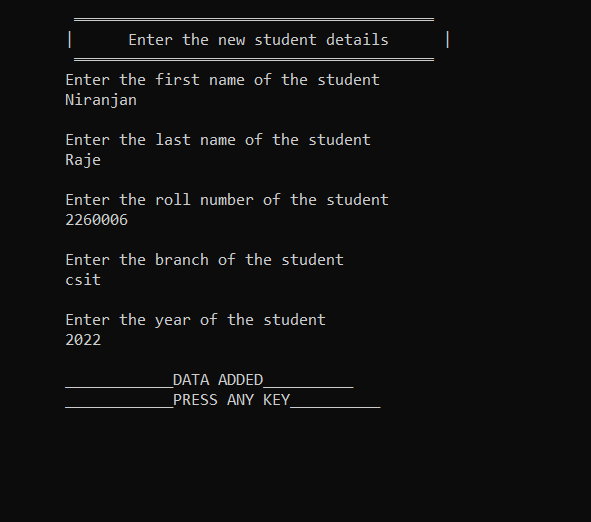 ════════════════════════════════════════
|      Enter the new student details      |
════════════════════════════════════════
Enter the first name of the student
Niranjan
Enter the last name of the student
Raje
Enter the roll number of the student
2260006
Enter the branch of the student
csit
Enter the year of the student
2022
____________DATA ADDED__________
____________PRESS ANY KEY__________